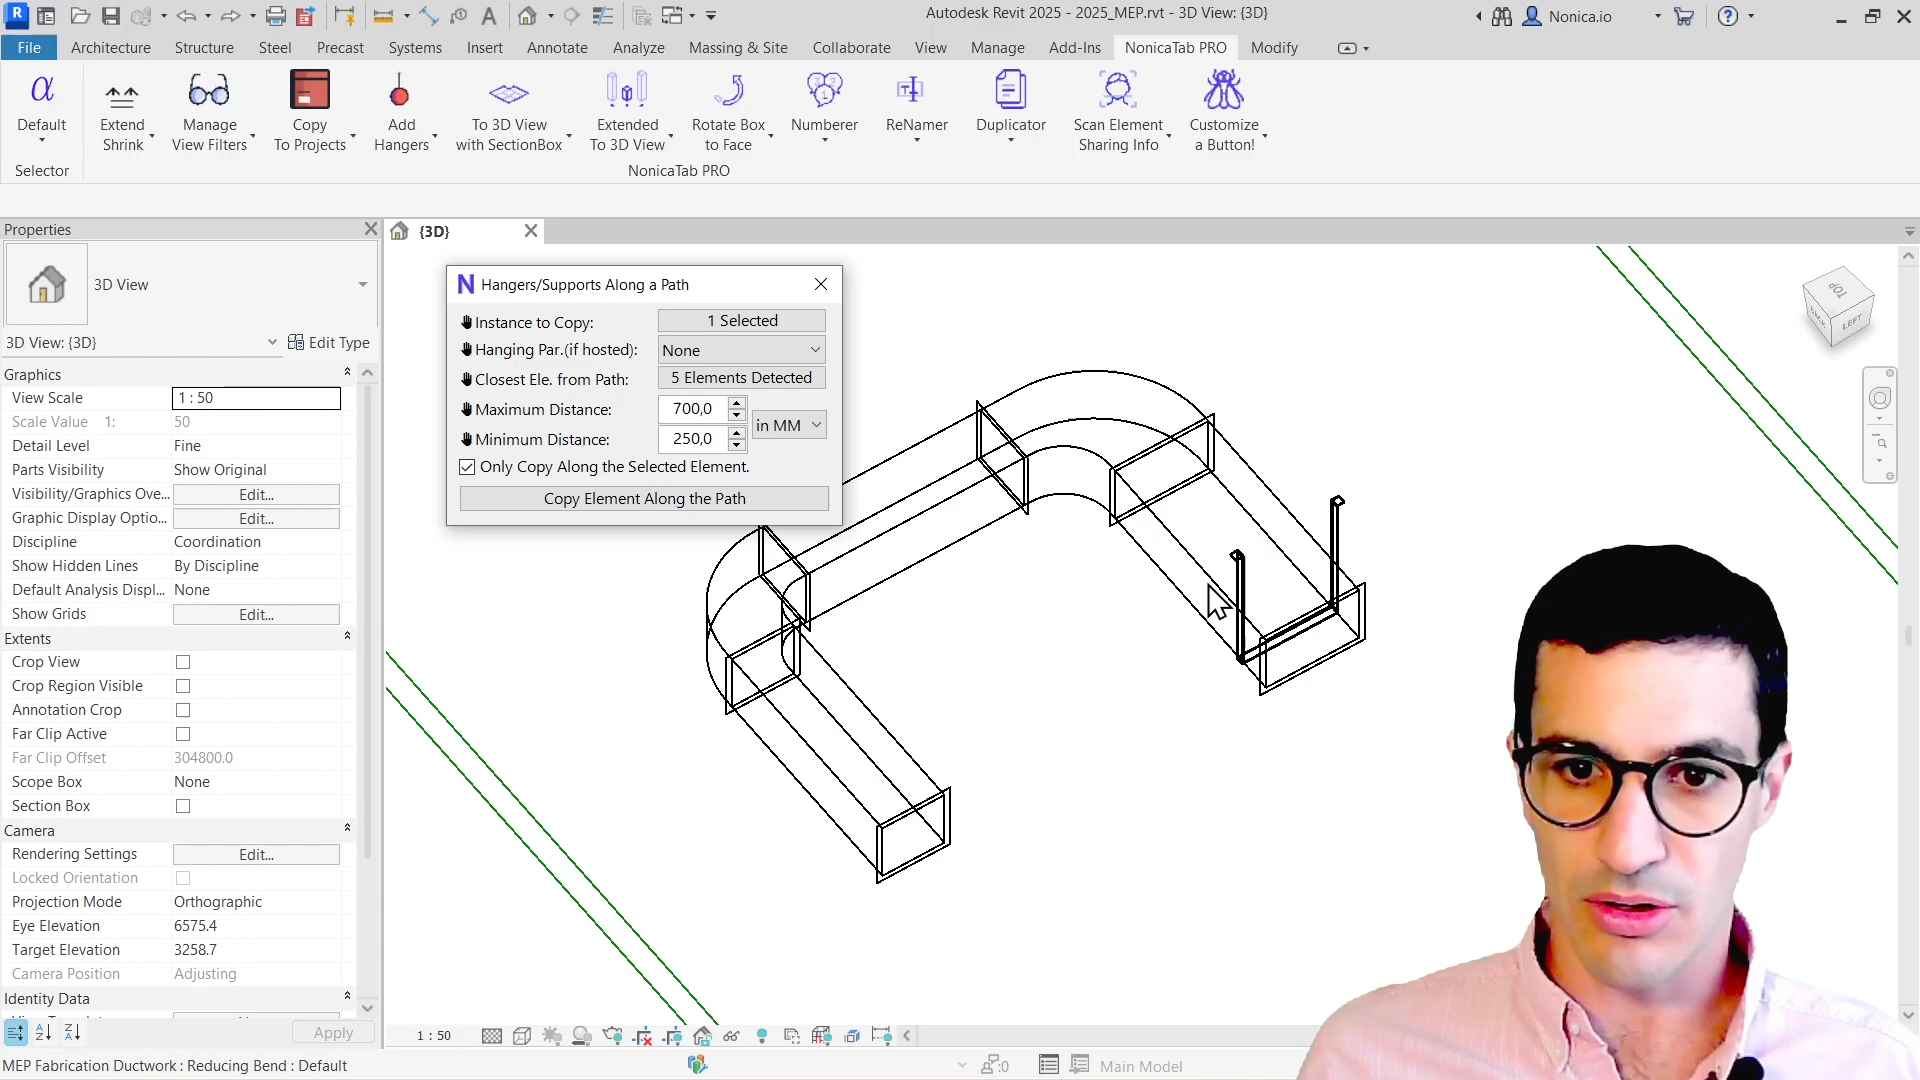 Autodesk Revit 2025 - 2025_MEP.rvt - 3D View: {3D}
Nonica.io
File
Architecture
Structure
Steel
Precast
Systems
Insert
Annotate
Analyze
Massing & Site
Collaborate
View
Manage
Add-Ins
NonicaTab PRO
Modify
Default
Extend
Shrink
Manage
View Filters
Copy
To Projects
Add
Hangers
To 3D View
with SectionBox
Extended
To 3D View
Rotate Box
to Face
Numberer
ReNamer
Duplicator
Scan Element
Sharing Info
Customize
a Button!
Selector
NonicaTab PRO
Properties
3D View
3D View: {3D}
Edit Type
Graphics
View Scale
1 : 50
Scale Value 1:
50
Detail Level
Fine
Parts Visibility
Show Original
Visibility/Graphics Ove...
Edit...
Graphic Display Optio...
Edit...
Discipline
Coordination
Show Hidden Lines
By Discipline
Default Analysis Displ...
None
Show Grids
Edit...
Extents
Crop View
Crop Region Visible
Annotation Crop
Far Clip Active
Far Clip Offset
304800.0
Scope Box
None
Section Box
Camera
Rendering Settings
Edit...
Locked Orientation
Projection Mode
Orthographic
Eye Elevation
6575.4
Target Elevation
3258.7
Camera Position
Adjusting
Identity Data
Apply
{3D}
Hangers/Supports Along a Path
Instance to Copy:
1 Selected
Hanging Par.(if hosted):
None
Closest Ele. from Path:
5 Elements Detected
Maximum Distance:
700,0
in MM
Minimum Distance:
250,0
Only Copy Along the Selected Element.
Copy Element Along the Path
TOP
BACK
LEFT
1 : 50
MEP Fabrication Ductwork : Reducing Bend : Default
:0
Main Model